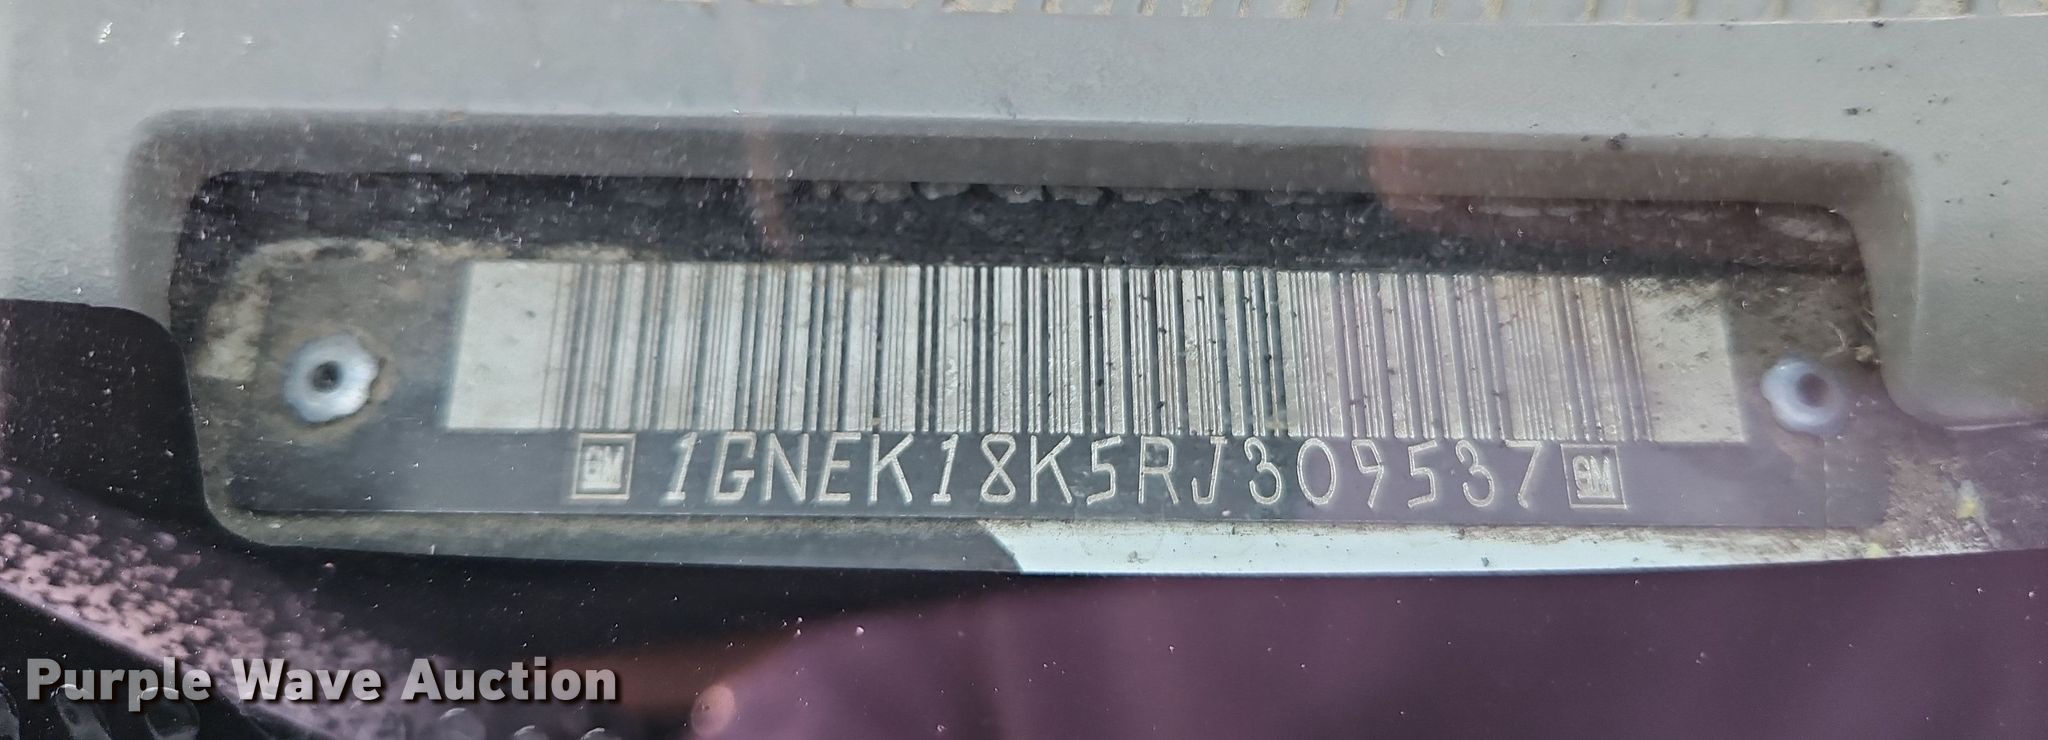 GM 1GNEK18K5RJ309537 GM
Purple Wave Auction